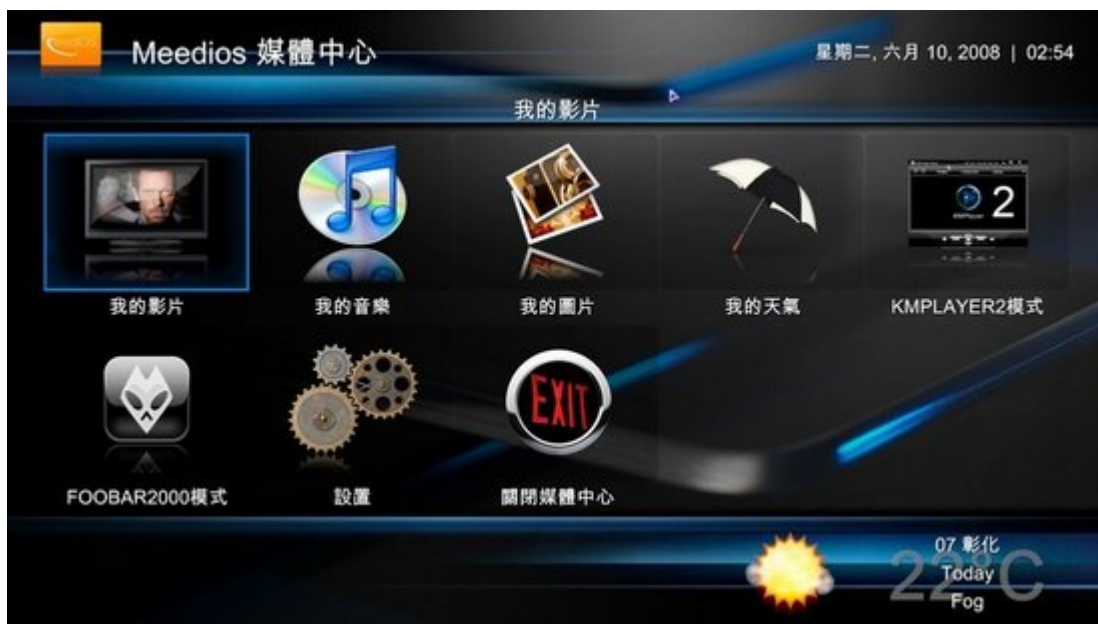 Meedios 媒體中心
星期二, 六月 10, 2008 | 02:54
我的影片
我的影片
我的音樂
我的圖片
我的天氣
2
KMPLAYER2模式
EXIT
FOOBAR2000模式
設置
關閉媒體中心
07 彰化
22°C
Today
Fog